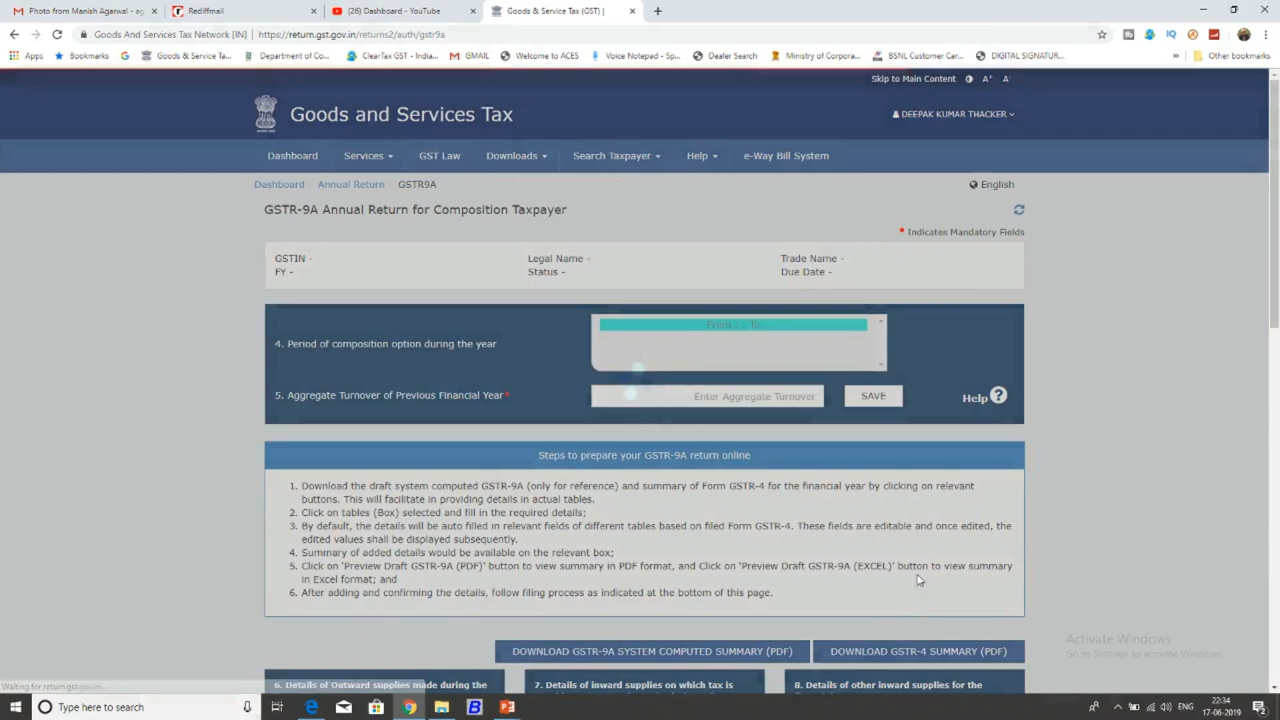 Photo from Manish Agarwal - ag
Rediffmail
(26) Dashboard - YouTube
Goods & Service Tax (GST) |
Goods And Services Tax Network [IN] | https://return.gst.gov.in/returns2/auth/gstr9a
Apps
Bookmarks
G
Goods & Service Ta...
Department of Co...
ClearTax GST - India...
GMAIL
Welcome to ACES
Voice Notepad - Sp...
Dealer Search
Ministry of Corpora...
BSNL Customer Car...
DIGITAL SIGNATUR...
» Other bookmarks
Skip to Main Content A+ A-
Goods and Services Tax
DEEPAK KUMAR THACKER
Dashboard Services GST Law Downloads Search Taxpayer Help e-Way Bill System
Dashboard Annual Return GSTR9A
English
GSTR-9A Annual Return for Composition Taxpayer
• Indicates Mandatory Fields
GSTIN - Legal Name - Trade Name -
FY - Status - Due Date -
From : : To
4. Period of composition option during the year
5. Aggregate Turnover of Previous Financial Year* Enter Aggregate Turnover SAVE Help ?
Steps to prepare your GSTR-9A return online
1. Download the draft system computed GSTR-9A (only for reference) and summary of Form GSTR-4 for the financial year by clicking on relevant
buttons. This will facilitate in providing details in actual tables.
2. Click on tables (Box) selected and fill in the required details;
3. By default, the details will be auto filled in relevant fields of different tables based on filed Form GSTR-4. These fields are editable and once edited, the
edited values shall be displayed subsequently.
4. Summary of added details would be available on the relevant box;
5. Click on 'Preview Draft GSTR-9A (PDF)' button to view summary in PDF format, and Click on 'Preview Draft GSTR-9A (EXCEL)' button to view summary
in Excel format; and
6. After adding and confirming the details, follow filing process as indicated at the bottom of this page.
Activate Windows
Go to Settings to activate Windows.
DOWNLOAD GSTR-9A SYSTEM COMPUTED SUMMARY (PDF) DOWNLOAD GSTR-4 SUMMARY (PDF)
6. Details of Outward supplies made during the
7. Details of inward supplies on which tax is
8. Details of other inward supplies for the
Waiting for return.gst.gov.in...
Type here to search
ENG
22:34
17-06-2019
2